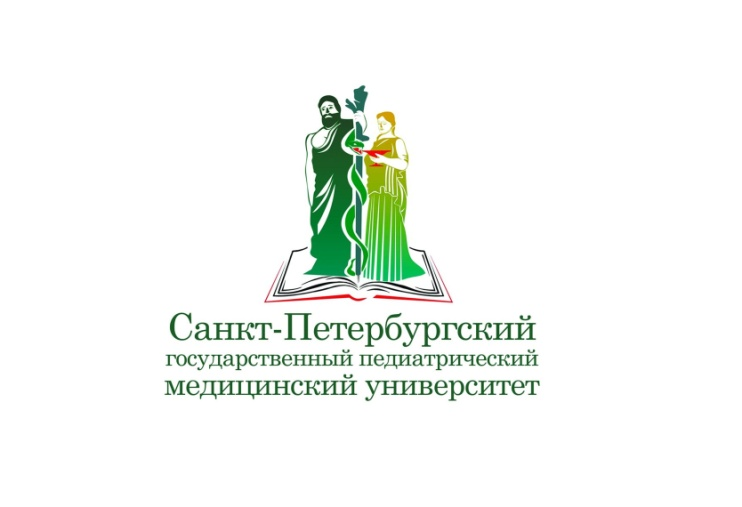 Санкт-Петербургский
государственный педиатрический
медицинский университет